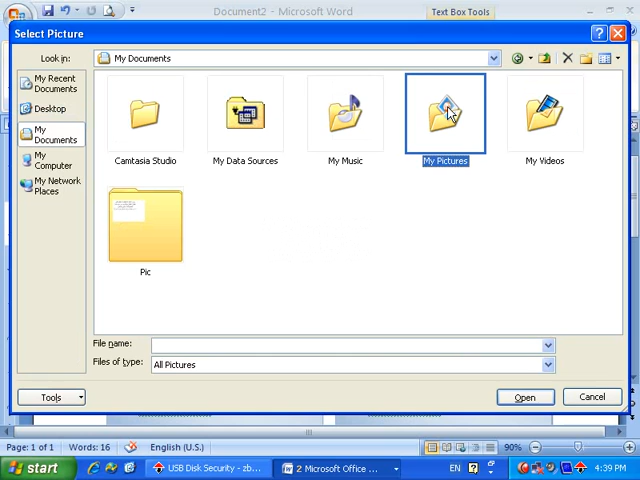 Document2 - Microsoft Word
Text Box Tools
Select Picture
Look in:
My Documents
My Recent
Documents
Desktop
My
Documents
My
Computer
My Network
Places
Camtasia Studio
My Data Sources
My Music
My Pictures
My Videos
Pic
File name:
Files of type:
All Pictures
Tools
Open
Cancel
Page: 1 of 1
Words: 16
English (U.S.)
90%
start
USB Disk Security - zb...
2 Microsoft Office ...
EN
4:39 PM